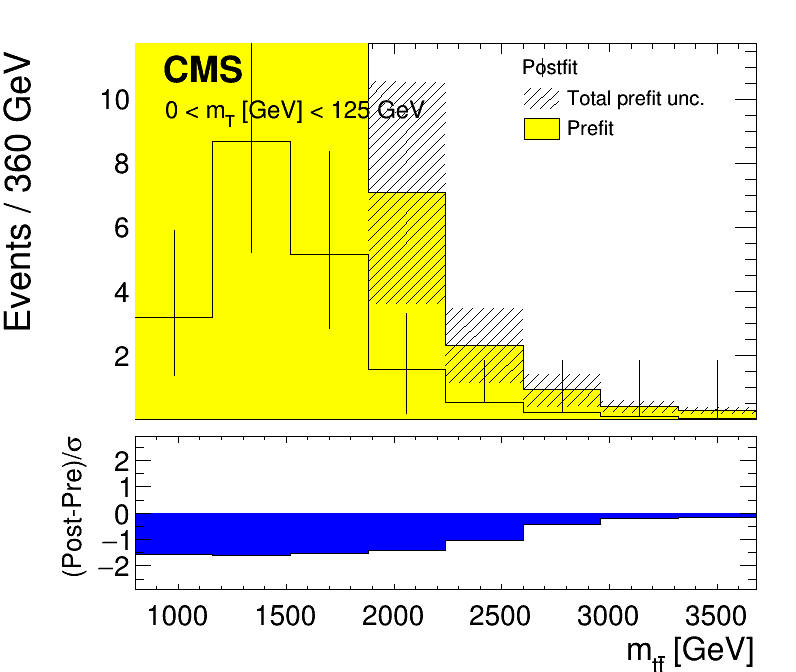 CMS
0 < m_T [GeV] < 125 GeV
Postfit
Total prefit unc.
Prefit
Events / 360 GeV
10
8
6
4
2
(Post-Pre)/σ
2
1
0
−1
−2
1000 1500 2000 2500 3000 3500
m_tt̄ [GeV]